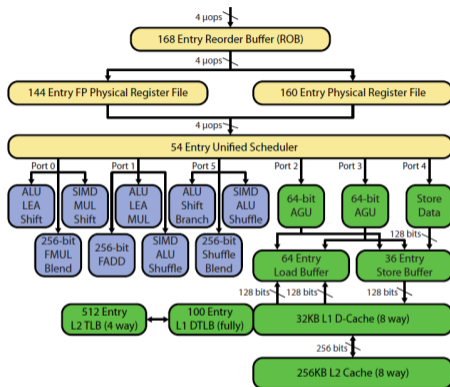 4 µops
168 Entry Reorder Buffer (ROB)
4 µops
144 Entry FP Physical Register File
160 Entry Physical Register File
4 µops
54 Entry Unified Scheduler
Port 0
Port 1
Port 5
Port 2
Port 3
Port 4
ALU
LEA
Shift
SIMD
MUL
Shift
ALU
LEA
MUL
ALU
Shift
Branch
SIMD
ALU
Shuffle
64-bit
AGU
64-bit
AGU
Store
Data
256-bit
FMUL
Blend
256-bit
FADD
SIMD
ALU
Shuffle
256-bit
Shuffle
Blend
128 bits
64 Entry
Load Buffer
36 Entry
Store Buffer
128 bits
128 bits
128 bits
512 Entry
L2 TLB (4 way)
100 Entry
L1 DTLB (fully)
32KB L1 D-Cache (8 way)
256 bits
256KB L2 Cache (8 way)